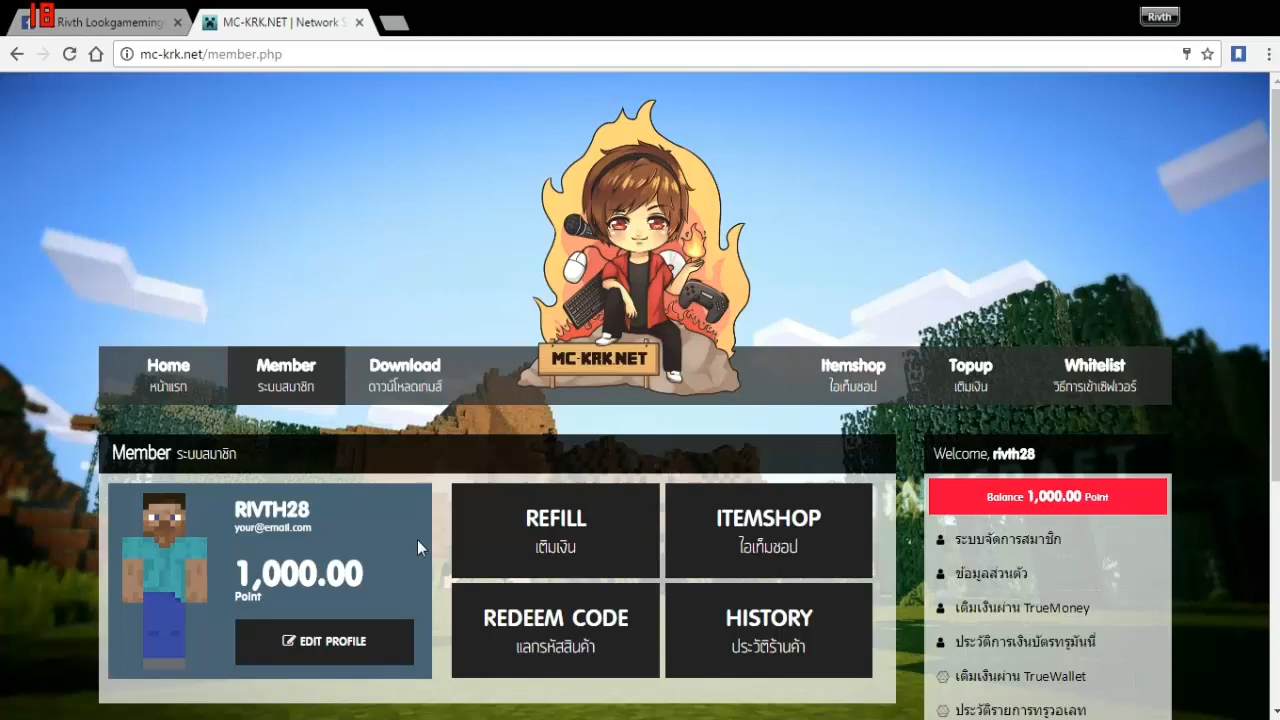 18
Rivth Lookgameming
MC-KRK.NET | Network S
Rivth
mc-krk.net/member.php
MC-KRK.NET
Home
หน้าแรก
Member
ระบบสมาชิก
Download
ดาวน์โหลดเกมส์
Itemshop
ไอเท็มชอป
Topup
เติมเงิน
Whitelist
วิธีการเข้าเซิฟเวอร์
Member ระบบสมาชิก
RIVTH28
your@email.com
1,000.00
Point
EDIT PROFILE
REFILL
เติมเงิน
ITEMSHOP
ไอเท็มชอป
REDEEM CODE
แลกรหัสสินค้า
HISTORY
ประวัติร้านค้า
Welcome, rivth28
Balance 1,000.00 Point
ระบบจัดการสมาชิก
ข้อมูลส่วนตัว
เติมเงินผ่าน TrueMoney
ประวัติการเงินบัตรทรูมันนี่
เติมเงินผ่าน TrueWallet
ประวัติรายการทรูวอเลท